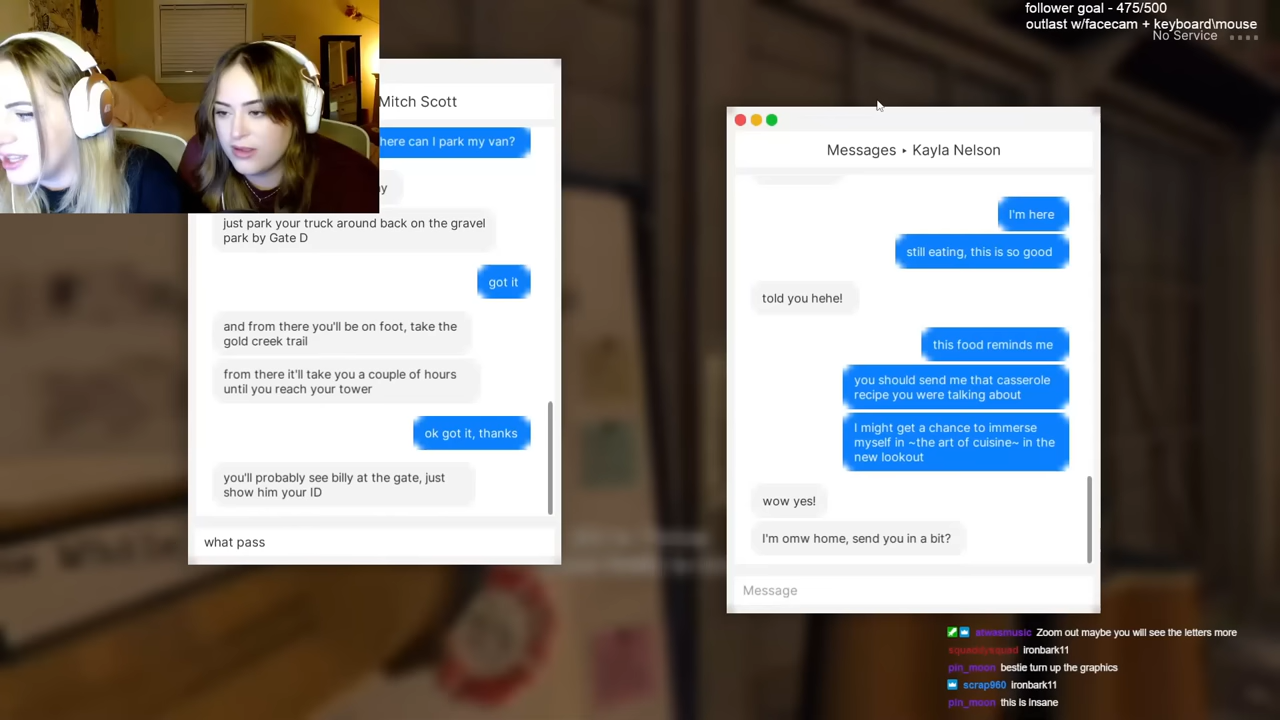 follower goal - 475/500
outlast w/facecam + keyboard\mouse
No Service
Mitch Scott
here can I park my van?
ay
just park your truck around back on the gravel
park by Gate D
got it
and from there you'll be on foot, take the
gold creek trail
from there it'll take you a couple of hours
until you reach your tower
ok got it, thanks
you'll probably see billy at the gate, just
show him your ID
what pass
Messages ▸ Kayla Nelson
I'm here
still eating, this is so good
told you hehe!
this food reminds me
you should send me that casserole
recipe you were talking about
I might get a chance to immerse
myself in ~the art of cuisine~ in the
new lookout
wow yes!
I'm omw home, send you in a bit?
Message
atwasmusic Zoom out maybe you will see the letters more
ironbark11
pin_moon bestie turn up the graphics
scrap960 ironbark11
pin_moon this is insane